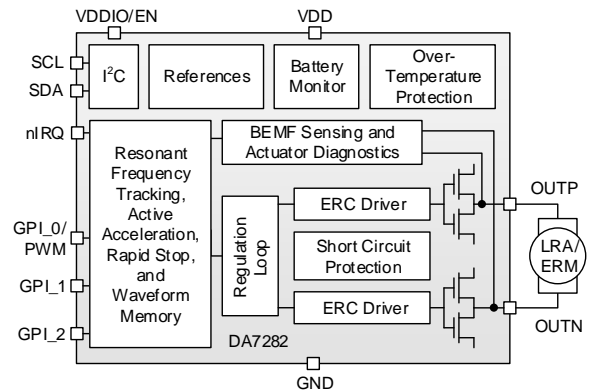 VDDIO/EN
VDD
SCL
SDA
I²C
References
Battery
Monitor
Over-
Temperature
Protection
nIRQ
GPI_0/
PWM
GPI_1
GPI_2
Resonant
Frequency
Tracking,
Active
Acceleration,
Rapid Stop,
and
Waveform
Memory
BEMF Sensing and
Actuator Diagnostics
Regulation
Loop
ERC Driver
Short Circuit
Protection
ERC Driver
DA7282
OUTP
LRA/
ERM
OUTN
GND